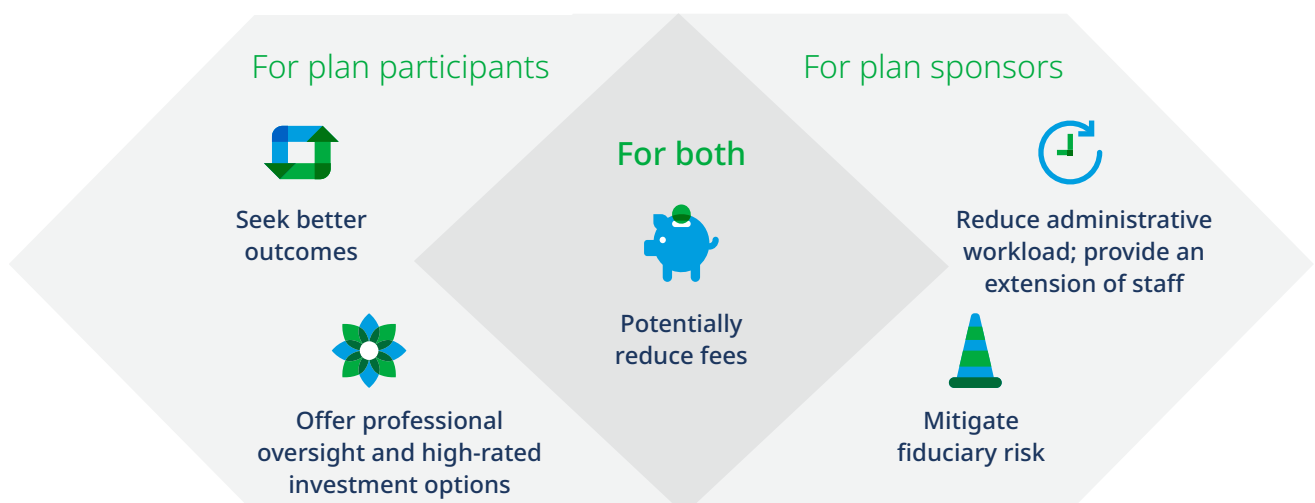 For plan participants
Seek better
outcomes
Offer professional
oversight and high-rated
investment options
For both
Potentially
reduce fees
For plan sponsors
Reduce administrative
workload; provide an
extension of staff
Mitigate
fiduciary risk